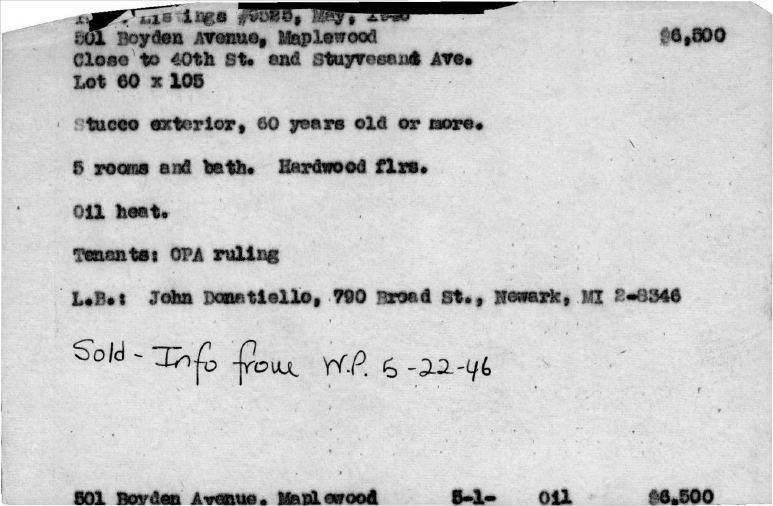 Listings #9525, May,
501 Boyden Avenue, Maplewood $6,500
Close to 40th St. and Stuyvesant Ave.
Lot 60 x 105
Stucco exterior, 60 years old or more.
5 rooms and bath. Hardwood flrs.
Oil heat.
Tenants: OPA ruling
L.B.: John Donatiello, 790 Broad St., Newark, MI 2-8346
Sold - Info from W.P. 5-22-46
501 Boyden Avenue, Maplewood 5-1- Oil $6,500